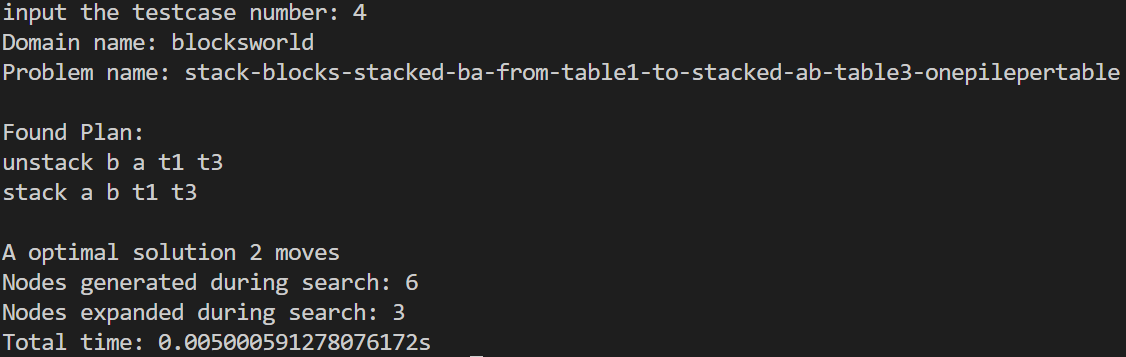 input the testcase number: 4
Domain name: blocksworld
Problem name: stack-blocks-stacked-ba-from-table1-to-stacked-ab-table3-onepilepertable
Found Plan:
unstack b a t1 t3
stack a b t1 t3
A optimal solution 2 moves
Nodes generated during search: 6
Nodes expanded during search: 3
Total time: 0.005000591278076172s